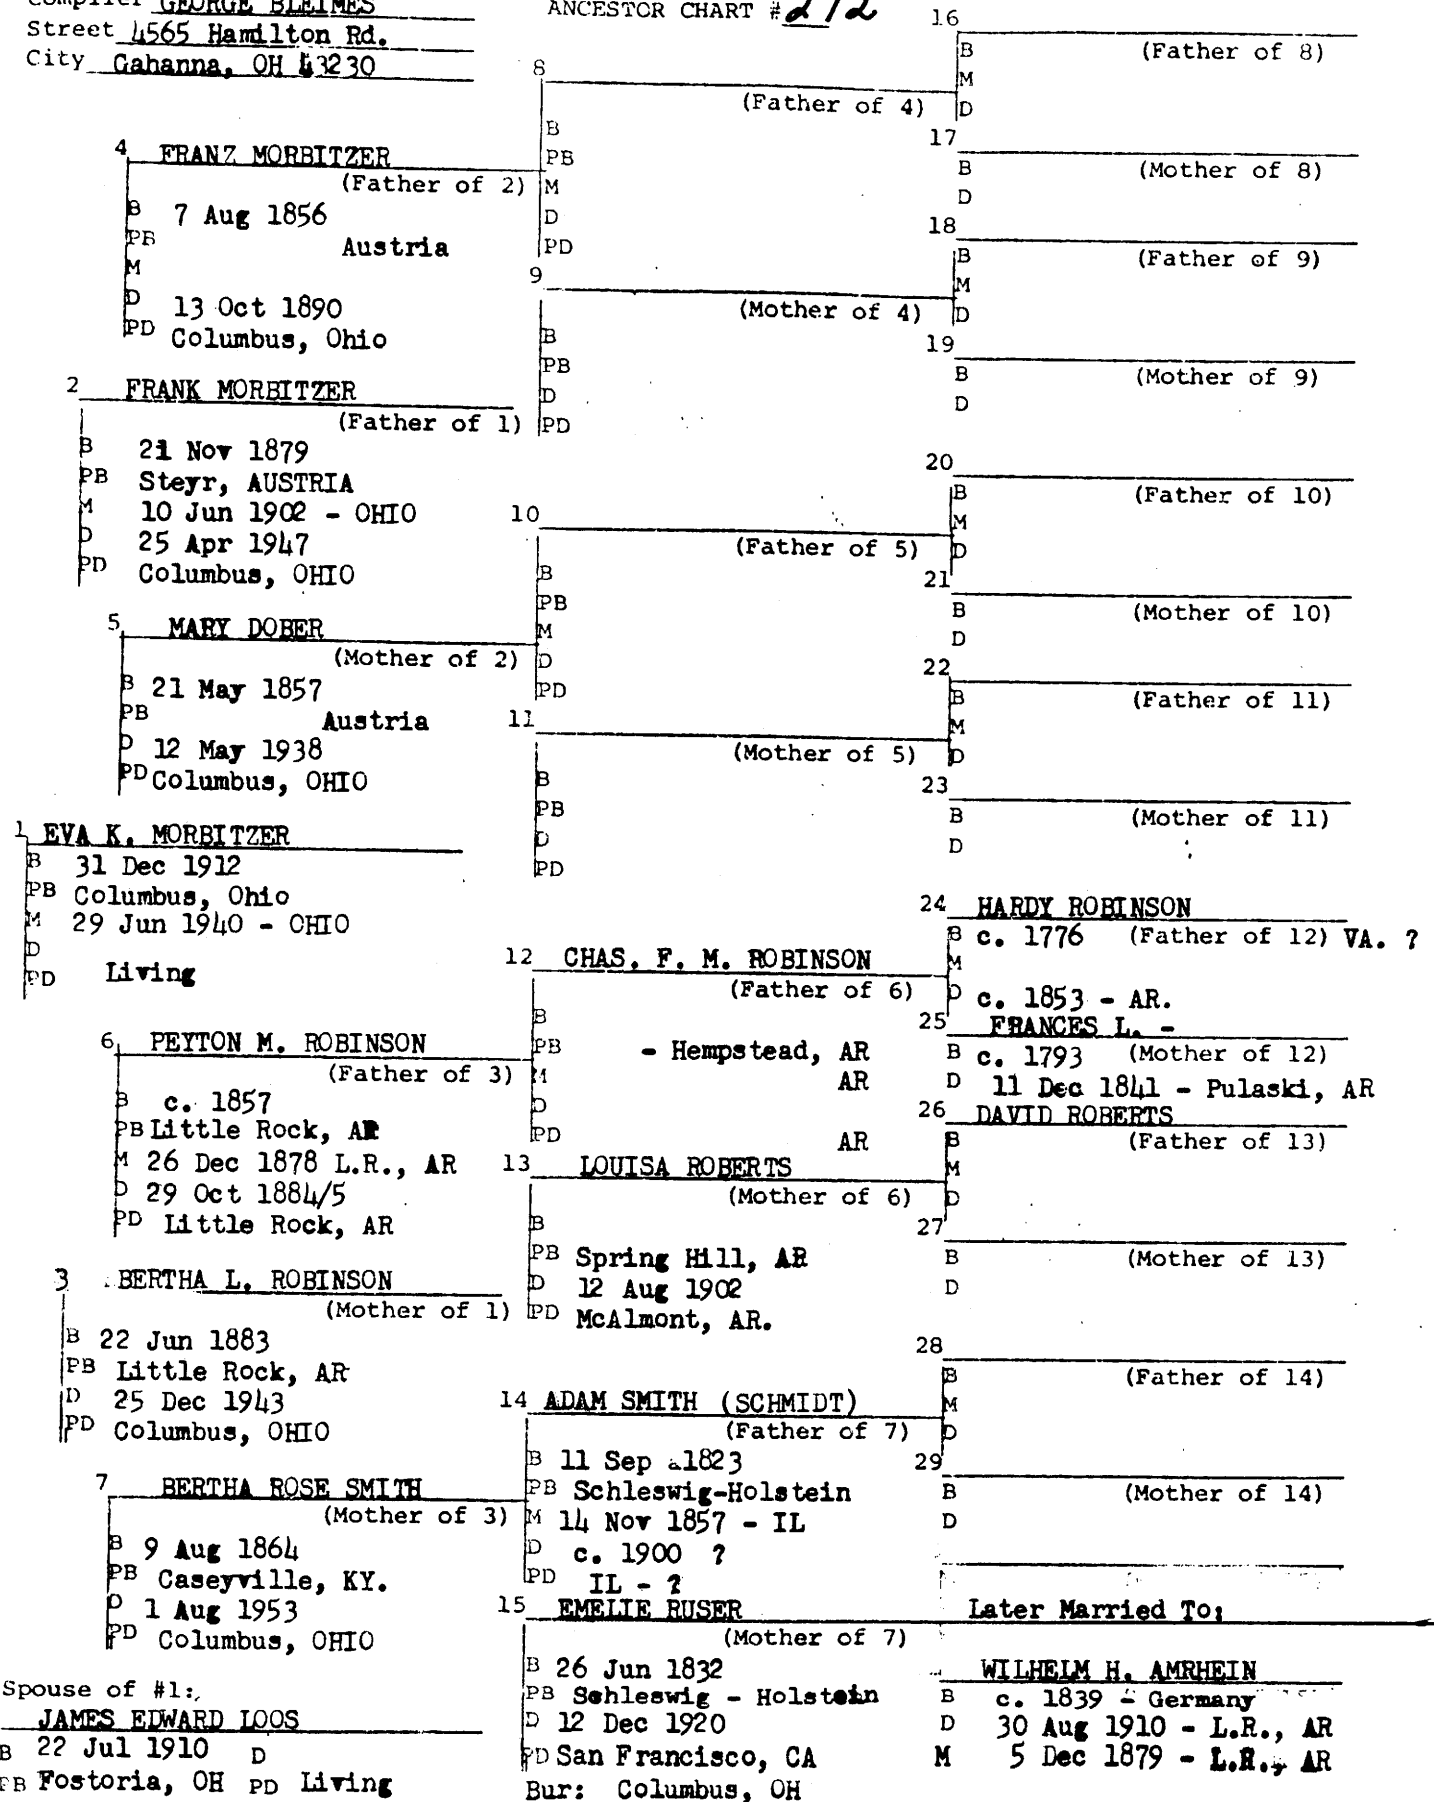 Compiler GEORGE BLEIMES
Street 4565 Hamilton Rd.
City Gahanna, OH 43230
ANCESTOR CHART #212
16
B (Father of 8)
M
D
8
(Father of 4)
B
PB
M
D
PD
17
B (Mother of 8)
D
4 FRANZ MORBITZER
(Father of 2)
B 7 Aug 1856
PB Austria
M
D 13 Oct 1890
PD Columbus, Ohio
18
B (Father of 9)
M
D
9
(Mother of 4)
B
PB
D
PD
19
B (Mother of 9)
D
2 FRANK MORBITZER
(Father of 1)
B 21 Nov 1879
PB Steyr, AUSTRIA
M 10 Jun 1902 - OHIO
D 25 Apr 1947
PD Columbus, OHIO
20
B (Father of 10)
M
D
10
(Father of 5)
B
PB
M
D
PD
21
B (Mother of 10)
D
5 MARY DOBER
(Mother of 2)
B 21 May 1857
PB Austria
D 12 May 1938
PD Columbus, OHIO
22
B (Father of 11)
M
D
11
(Mother of 5)
B
PB
D
PD
23
B (Mother of 11)
D
1 EVA K. MORBITZER
B 31 Dec 1912
PB Columbus, Ohio
M 29 Jun 1940 - OHIO
D
PD Living
24 HARDY ROBINSON
B c. 1776 (Father of 12) VA. ?
M
D c. 1853 - AR.
12 CHAS. F. M. ROBINSON
(Father of 6)
B
PB - Hempstead, AR
M AR
D
PD AR
25 FRANCES L. -
B c. 1793 (Mother of 12)
D 11 Dec 1841 - Pulaski, AR
6 PEYTON M. ROBINSON
(Father of 3)
B c. 1857
PB Little Rock, AR
M 26 Dec 1878 L.R., AR
D 29 Oct 1884/5
PD Little Rock, AR
26 DAVID ROBERTS
B (Father of 13)
M
D
13 LOUISA ROBERTS
(Mother of 6)
B
PB Spring Hill, AR
D 12 Aug 1902
PD McAlmont, AR.
27
B (Mother of 13)
D
3 BERTHA L. ROBINSON
(Mother of 1)
B 22 Jun 1883
PB Little Rock, AR
D 25 Dec 1943
PD Columbus, OHIO
28
B (Father of 14)
M
D
14 ADAM SMITH (SCHMIDT)
(Father of 7)
B 11 Sep 1823
PB Schleswig-Holstein
M 14 Nov 1857 - IL
D c. 1900 ?
PD IL - ?
29
B (Mother of 14)
D
7 BERTHA ROSE SMITH
(Mother of 3)
B 9 Aug 1864
PB Caseyville, KY.
D 1 Aug 1953
PD Columbus, OHIO
15 EMELIE RUSER
(Mother of 7)
B 26 Jun 1832
PB Schleswig - Holstein
D 12 Dec 1920
PD San Francisco, CA
Bur: Columbus, OH
Later Married To:
WILHELM H. AMRHEIN
B c. 1839 - Germany
D 30 Aug 1910 - L.R., AR
M 5 Dec 1879 - L.R., AR
Spouse of #1:
JAMES EDWARD LOOS
B 22 Jul 1910 D
PB Fostoria, OH PD Living